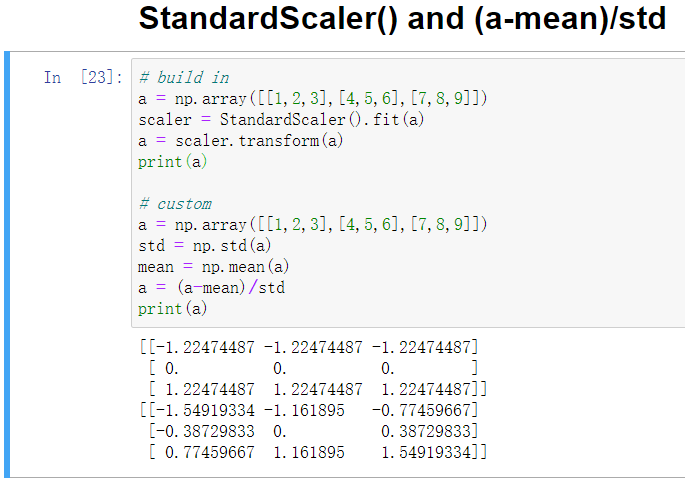 StandardScaler() and (a-mean)/std
In [23]: # build in
a = np.array([[1,2,3],[4,5,6],[7,8,9]])
scaler = StandardScaler().fit(a)
a = scaler.transform(a)
print(a)
# custom
a = np.array([[1,2,3],[4,5,6],[7,8,9]])
std = np.std(a)
mean = np.mean(a)
a = (a-mean)/std
print(a)
[[-1.22474487 -1.22474487 -1.22474487]
[ 0. 0. 0. ]
[ 1.22474487 1.22474487 1.22474487]]
[[-1.54919334 -1.161895 -0.77459667]
[-0.38729833 0. 0.38729833]
[ 0.77459667 1.161895 1.54919334]]